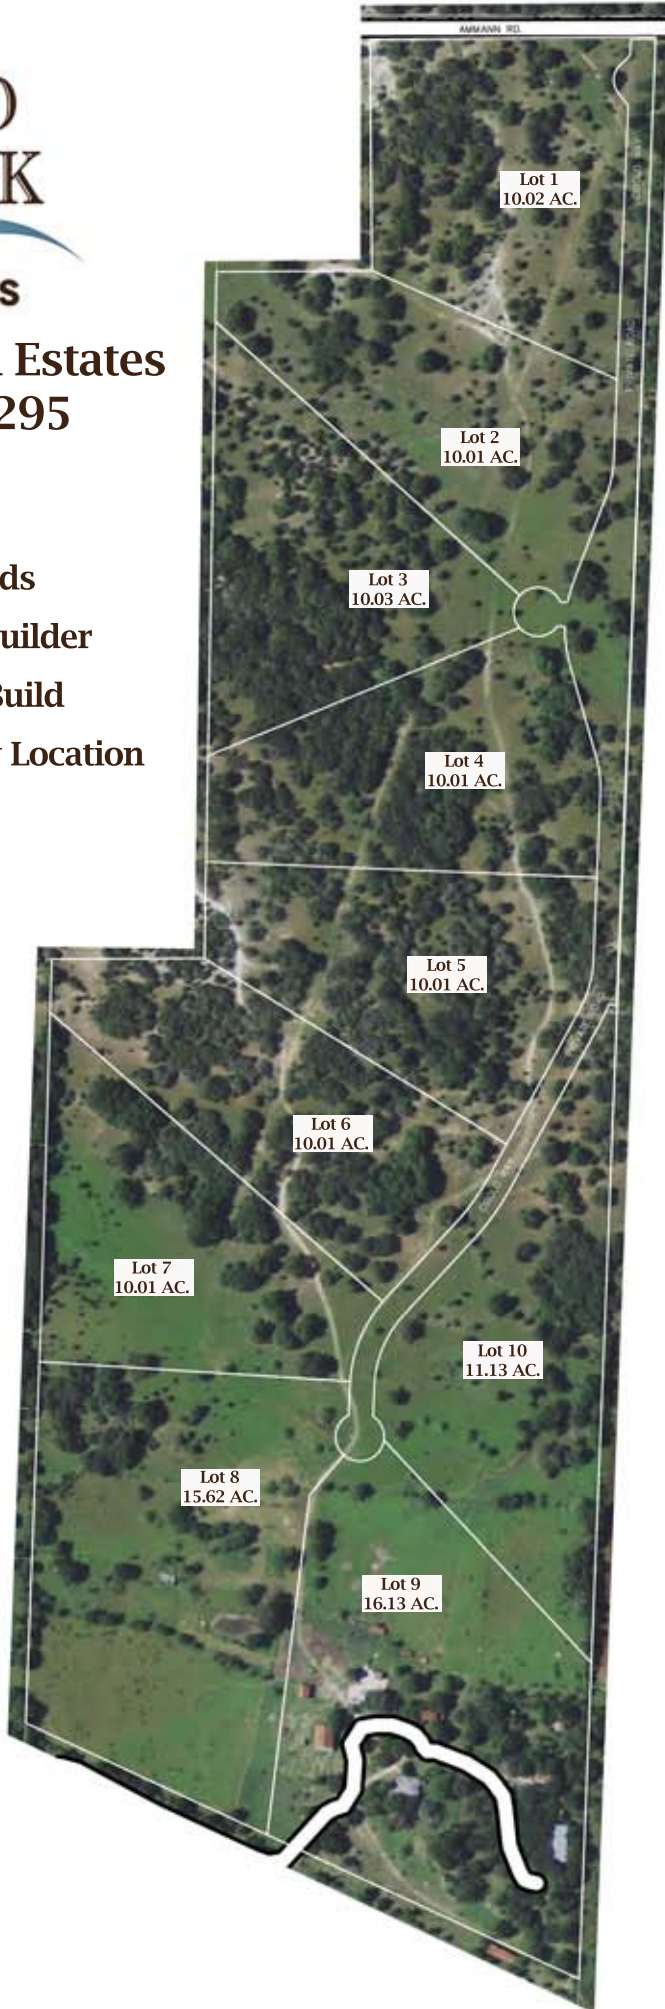 AMMANN RD.
O
K
s
Estates
295
ds
uilder
Build
Location
Lot 1
10.02 AC.
Lot 2
10.01 AC.
Lot 3
10.03 AC.
Lot 4
10.01 AC.
Lot 5
10.01 AC.
Lot 6
10.01 AC.
Lot 7
10.01 AC.
Lot 10
11.13 AC.
Lot 8
15.62 AC.
Lot 9
16.13 AC.